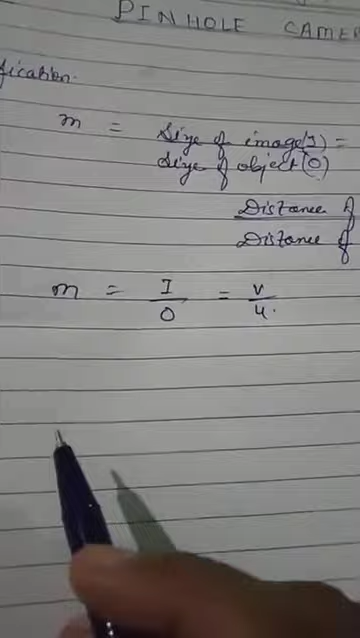 PINHOLE CAMER
fication.
m = Size of image(I) =
Size of object(O)
Distance of
Distance of
m = I = v
O u.